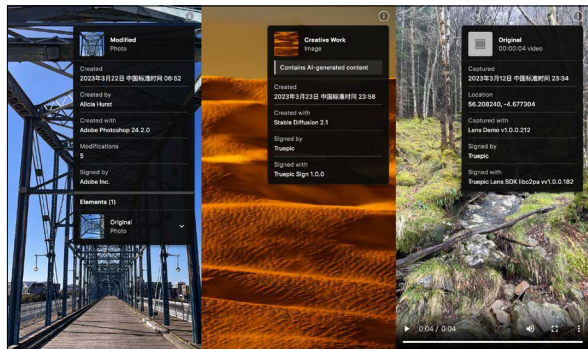 Modified
Photo
Created
2023年3月22日 中国标准时间 06:52
Created by
Alicia Hurst
Created with
Adobe Photoshop 24.2.0
Modifications
5
Signed by
Adobe Inc.
Elements (1)
Original
Photo
Creative Work
Image
Contains AI-generated content
Created
2023年3月23日 中国标准时间 23:58
Created with
Stable Diffusion 2.1
Signed by
Truepic
Signed with
Truepic Sign 1.0.0
Original
00:00:04 video
Captured
2023年3月12日 中国标准时间 23:34
Location
56.208240, -4.677304
Captured with
Lens Demo v1.0.0.212
Signed by
Truepic
Signed with
Truepic Lens SDK libc2pa vv1.0.0.182
0:04 / 0:04